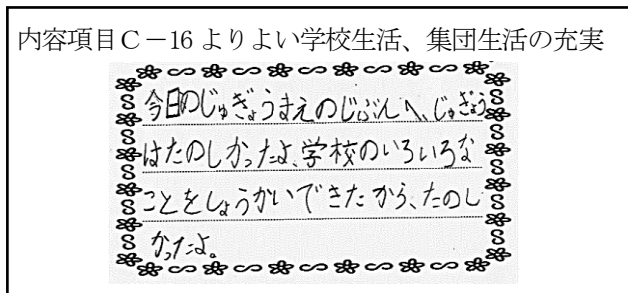 内容項目C－16 よりよい学校生活、集団生活の充実
今日のじゅぎょうまえのじぶんへ、じゅぎょう
はたのしかったよ、学校のいろいろな
ことをしょうかいできたから、たのし
かったよ。